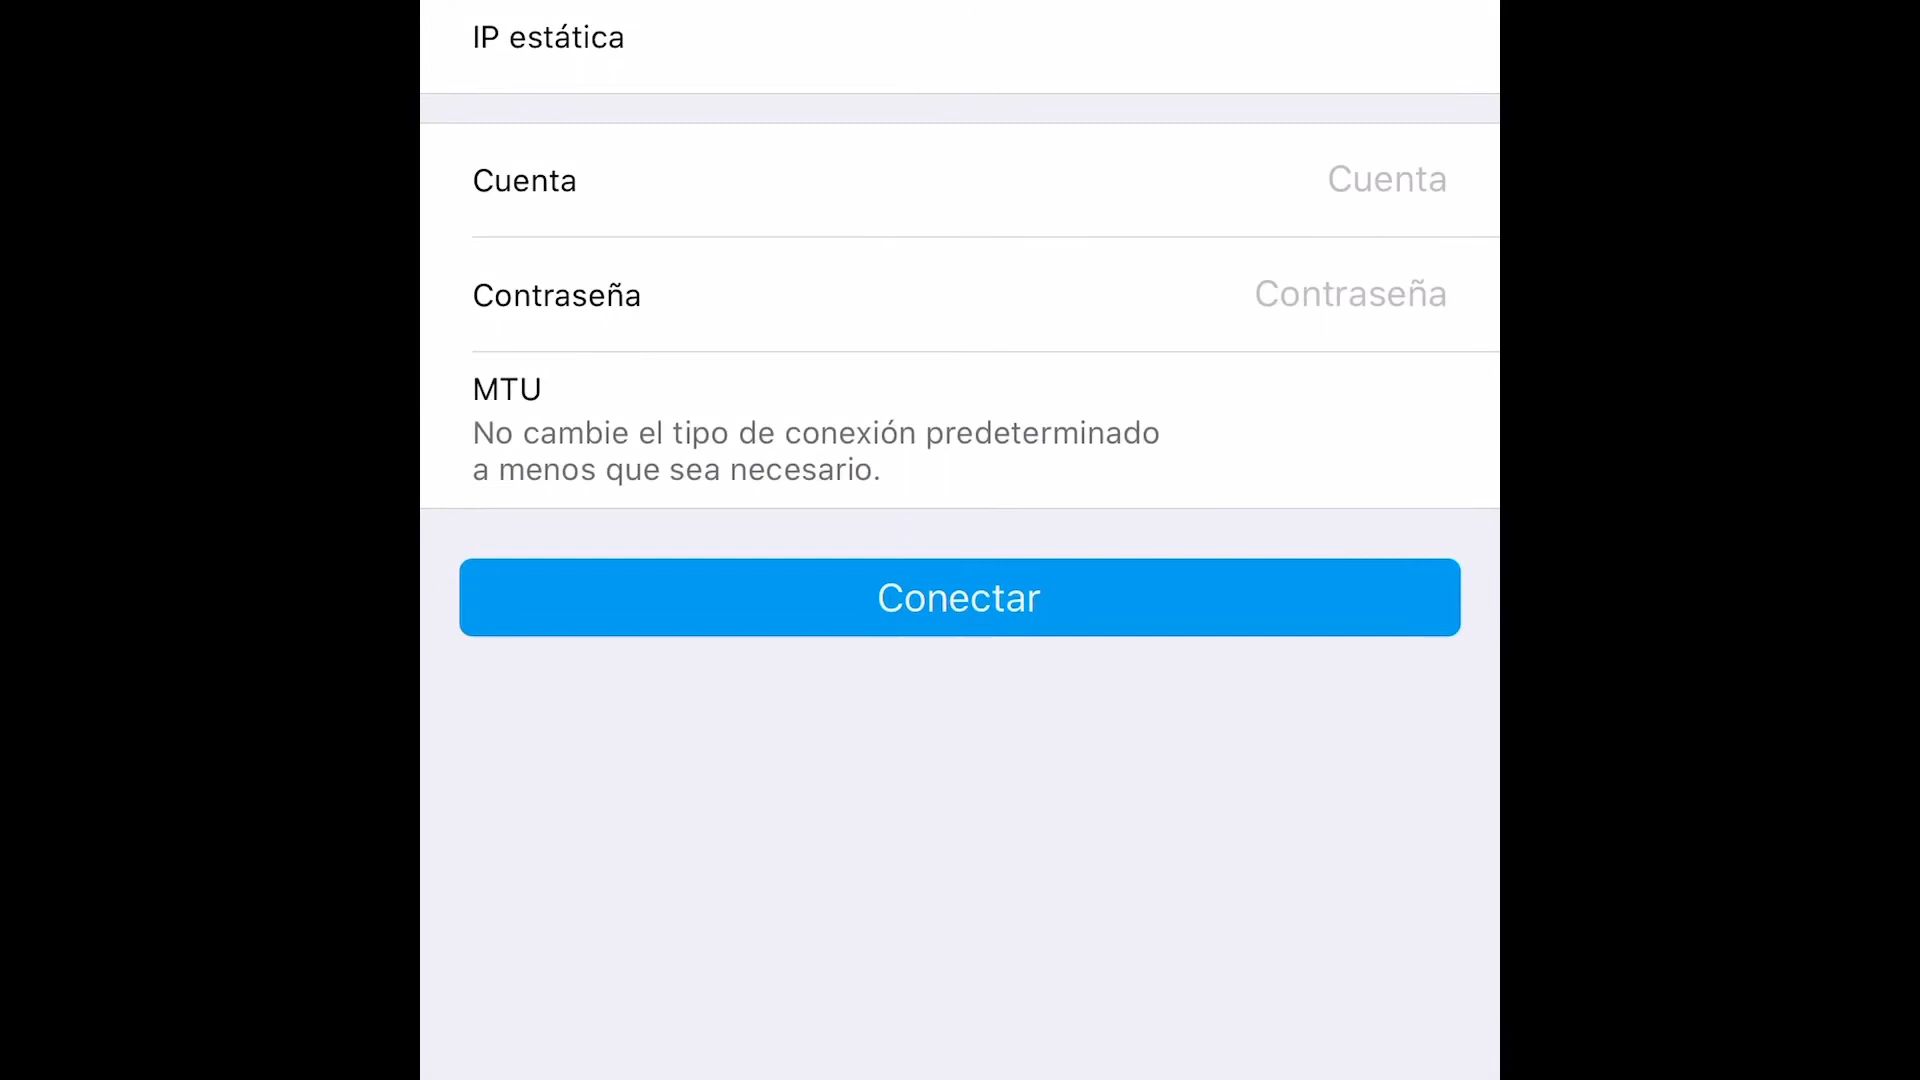 IP estática
Cuenta
Cuenta
Contraseña
Contraseña
MTU
No cambie el tipo de conexión predeterminado
a menos que sea necesario.
Conectar